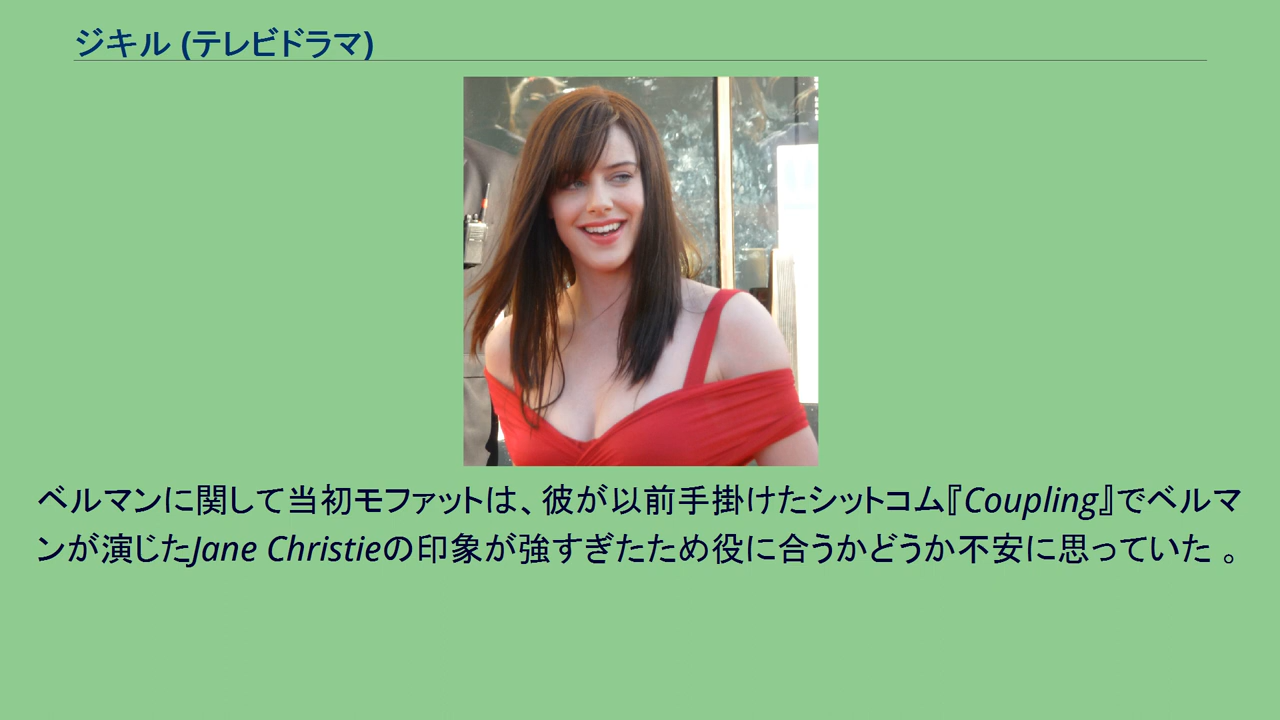 ジキル (テレビドラマ)
ベルマンに関して当初モファットは、彼が以前手掛けたシットコム『Coupling』でベルマ
ンが演じたJane Christieの印象が強すぎたため役に合うかどうか不安に思っていた 。